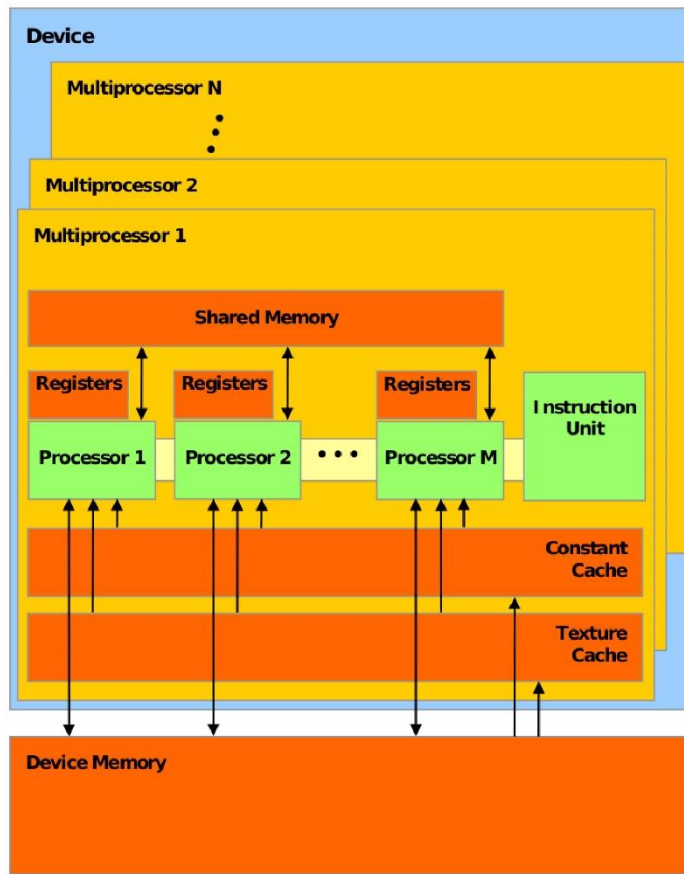 Device
Multiprocessor N
Multiprocessor 2
Multiprocessor 1
Shared Memory
Registers
Registers
Registers
Instruction
Unit
Processor 1
Processor 2
Processor M
Constant
Cache
Texture
Cache
Device Memory